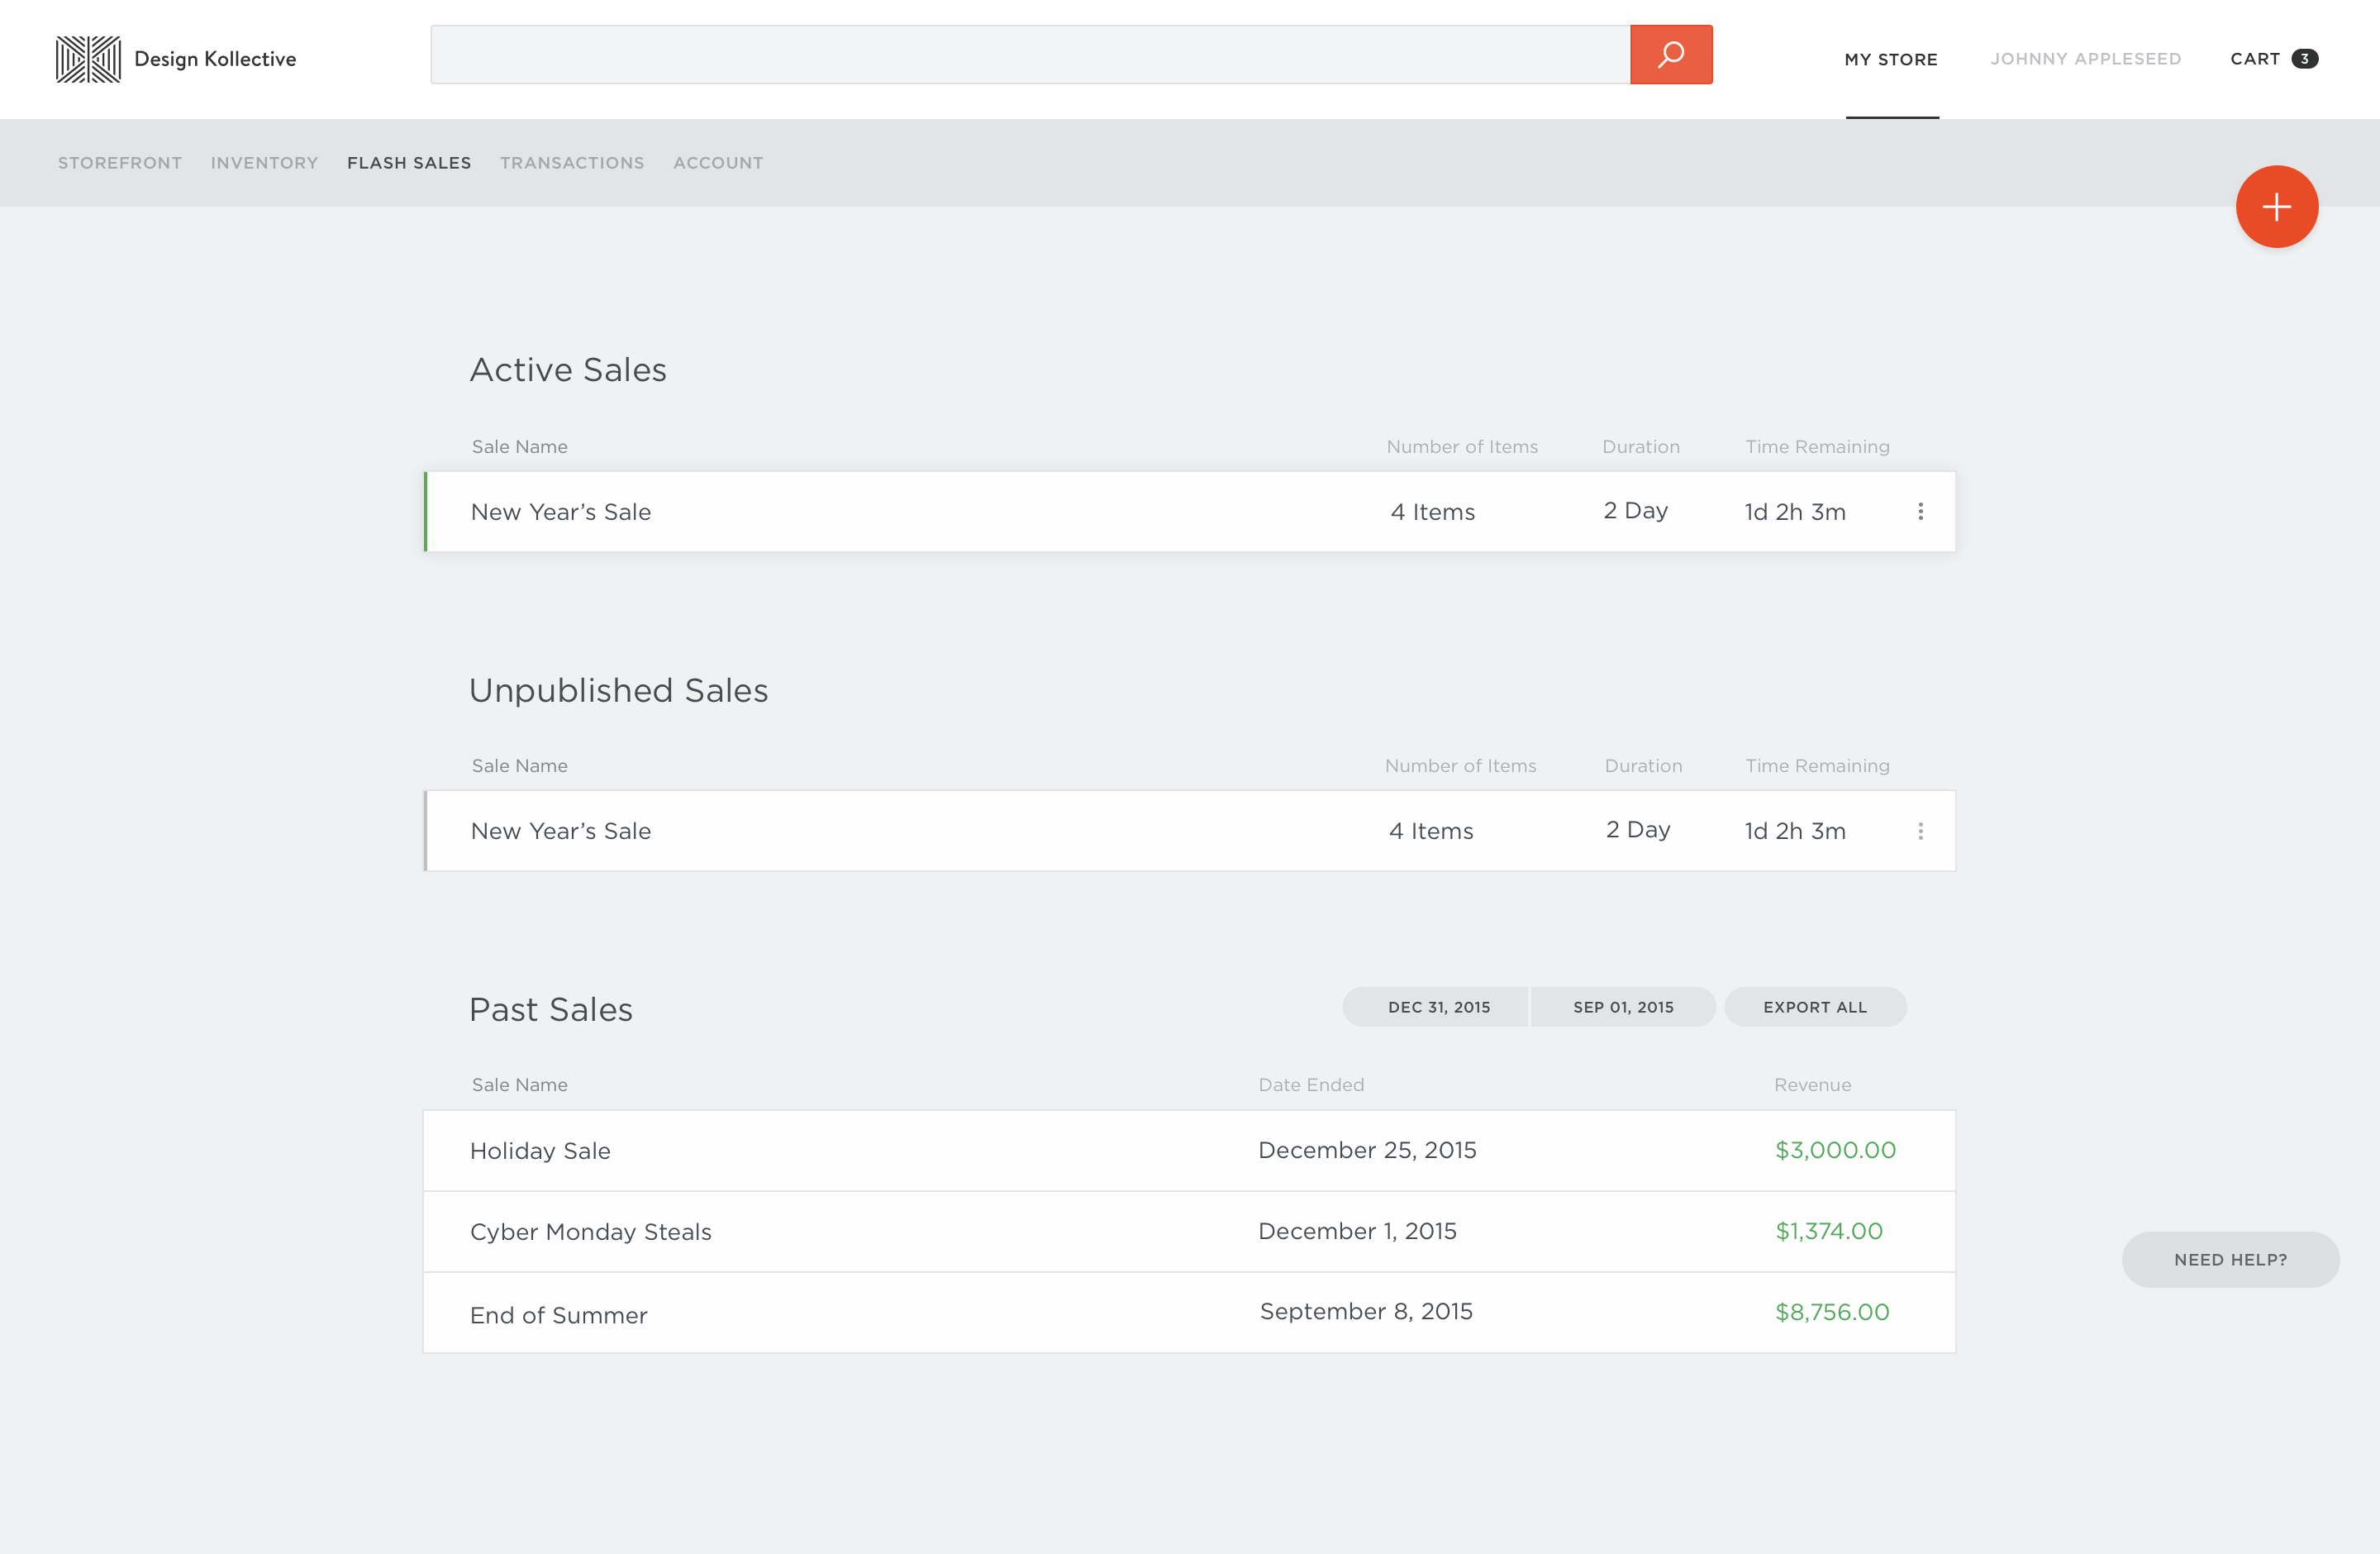 Design Kollective
MY STORE JOHNNY APPLESEED CART 3
STOREFRONT INVENTORY FLASH SALES TRANSACTIONS ACCOUNT
Active Sales
Sale Name Number of Items Duration Time Remaining
New Year’s Sale 4 Items 2 Day 1d 2h 3m
Unpublished Sales
Sale Name Number of Items Duration Time Remaining
New Year’s Sale 4 Items 2 Day 1d 2h 3m
Past Sales DEC 31, 2015 SEP 01, 2015 EXPORT ALL
Sale Name Date Ended Revenue
Holiday Sale December 25, 2015 $3,000.00
Cyber Monday Steals December 1, 2015 $1,374.00
NEED HELP?
End of Summer September 8, 2015 $8,756.00